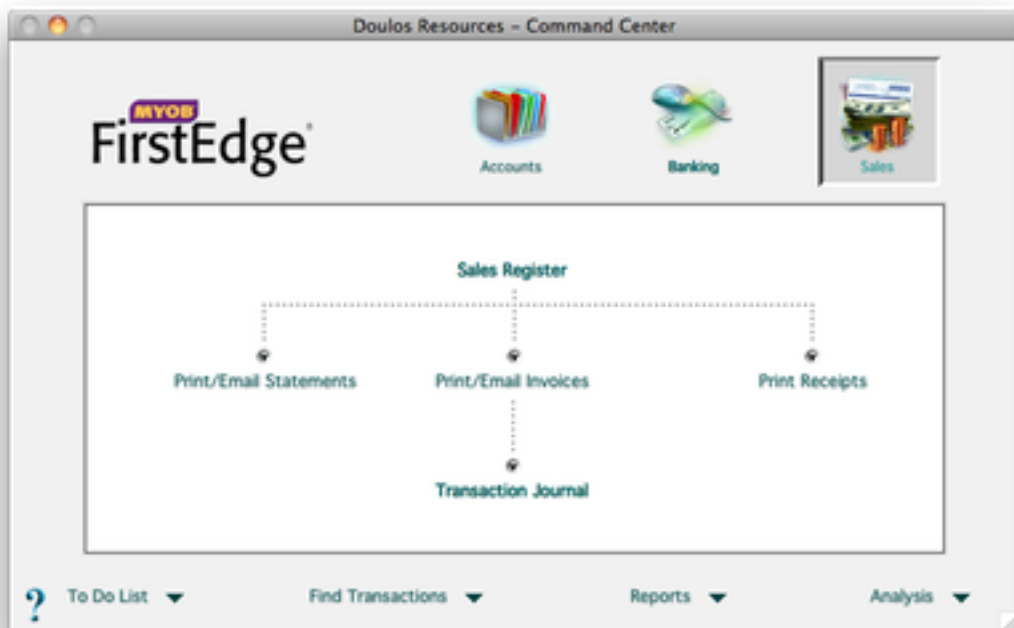 Doulos Resources – Command Center
MYOB
FirstEdge
Accounts
Banking
Sales
Sales Register
Print/Email Statements
Print/Email Invoices
Print Receipts
Transaction Journal
? To Do List
Find Transactions
Reports
Analysis